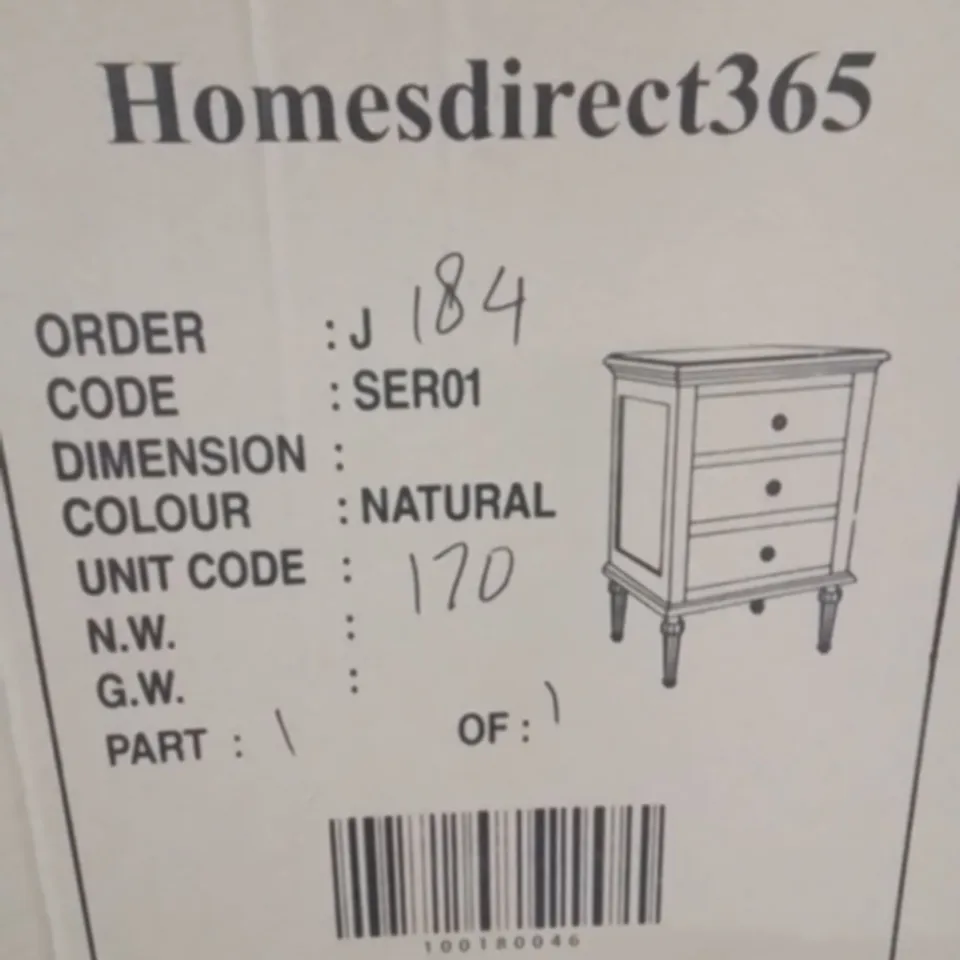 Homesdirect365
ORDER : J 184
CODE : SER01
DIMENSION :
COLOUR : NATURAL
UNIT CODE : 170
N.W. :
G.W. :
PART : 1 OF : 1
100180046